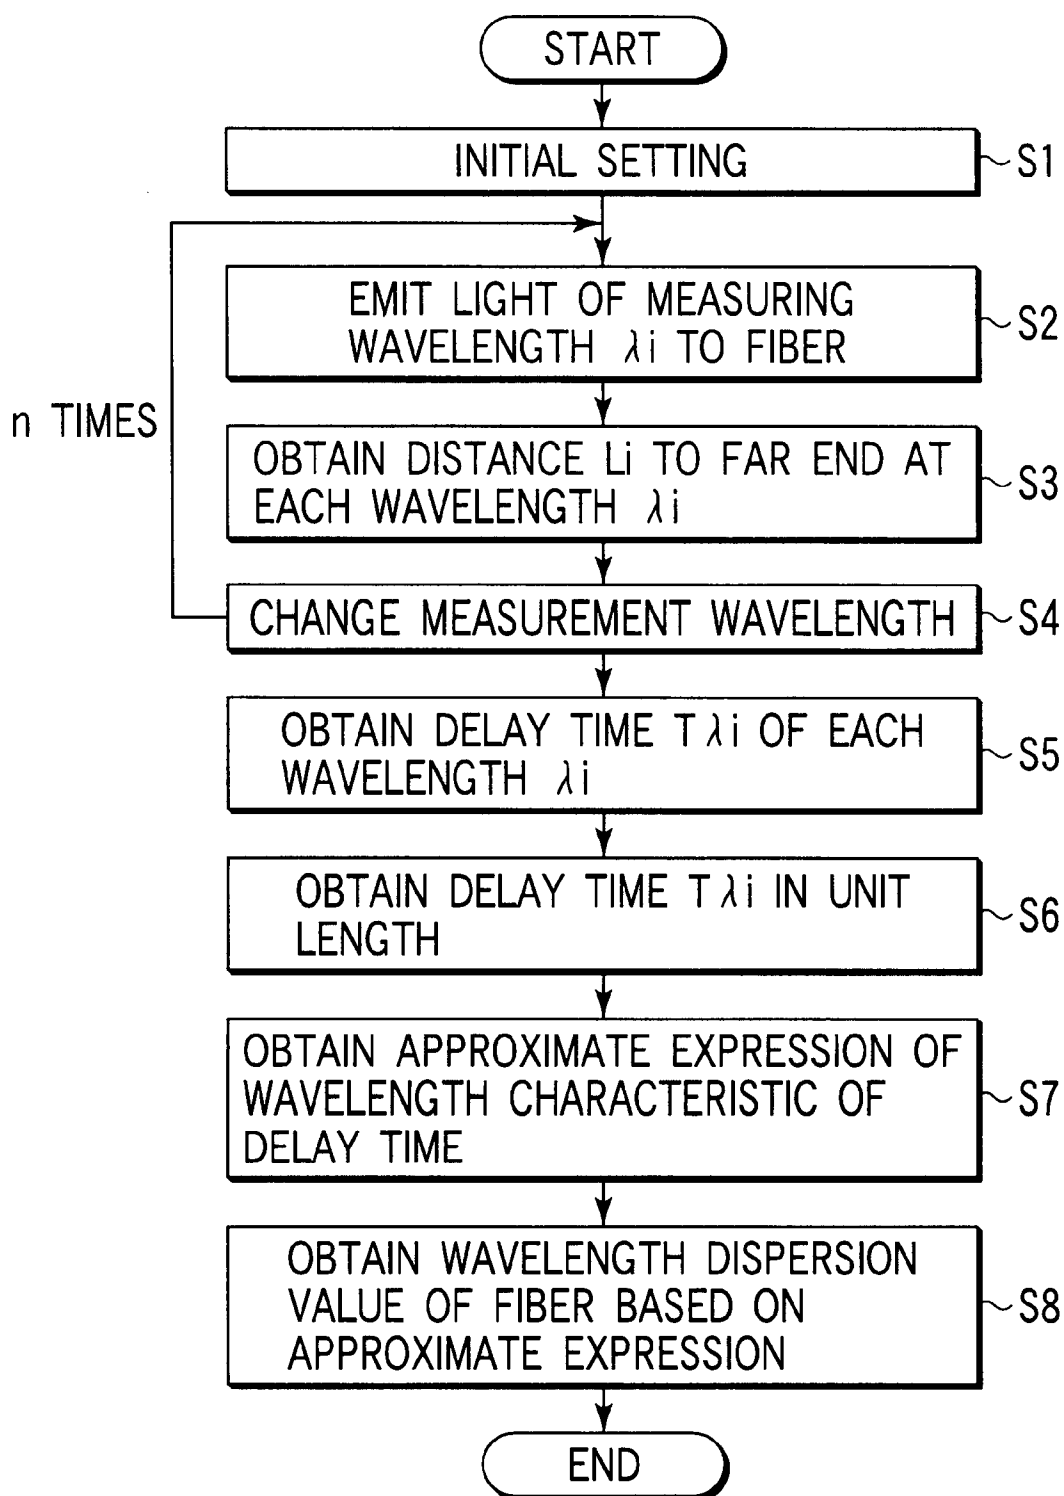 START
INITIAL SETTING
S1
EMIT LIGHT OF MEASURING
WAVELENGTH λi TO FIBER
S2
n TIMES
OBTAIN DISTANCE Li TO FAR END AT
EACH WAVELENGTH λi
S3
CHANGE MEASUREMENT WAVELENGTH
S4
OBTAIN DELAY TIME Tλi OF EACH
WAVELENGTH λi
S5
OBTAIN DELAY TIME Tλi IN UNIT
LENGTH
S6
OBTAIN APPROXIMATE EXPRESSION OF
WAVELENGTH CHARACTERISTIC OF
DELAY TIME
S7
OBTAIN WAVELENGTH DISPERSION
VALUE OF FIBER BASED ON
APPROXIMATE EXPRESSION
S8
END